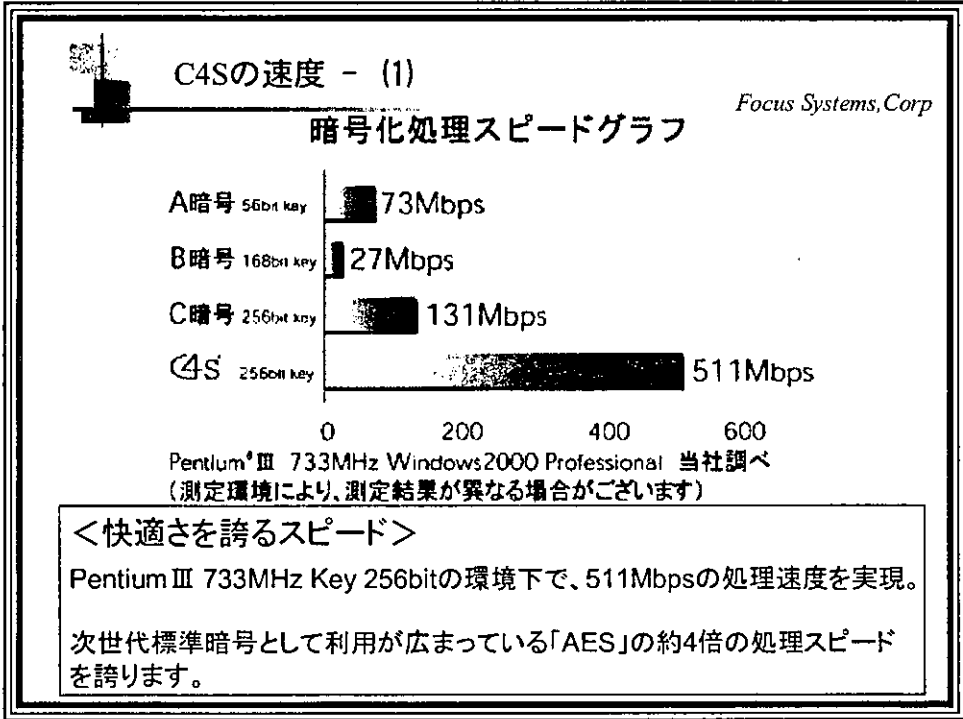 C4Sの速度 - (1)
Focus Systems,Corp
暗号化処理スピードグラフ
A暗号 56bit key 73Mbps
B暗号 168bit key 27Mbps
C暗号 256bit key 131Mbps
C4S 256bit key 511Mbps
0 200 400 600
Pentium®Ⅲ 733MHz Windows2000 Professional 当社調べ
(測定環境により、測定結果が異なる場合がございます)
＜快適さを誇るスピード＞
PentiumⅢ 733MHz Key 256bitの環境下で、511Mbpsの処理速度を実現。
次世代標準暗号として利用が広まっている「AES」の約4倍の処理スピード
を誇ります。